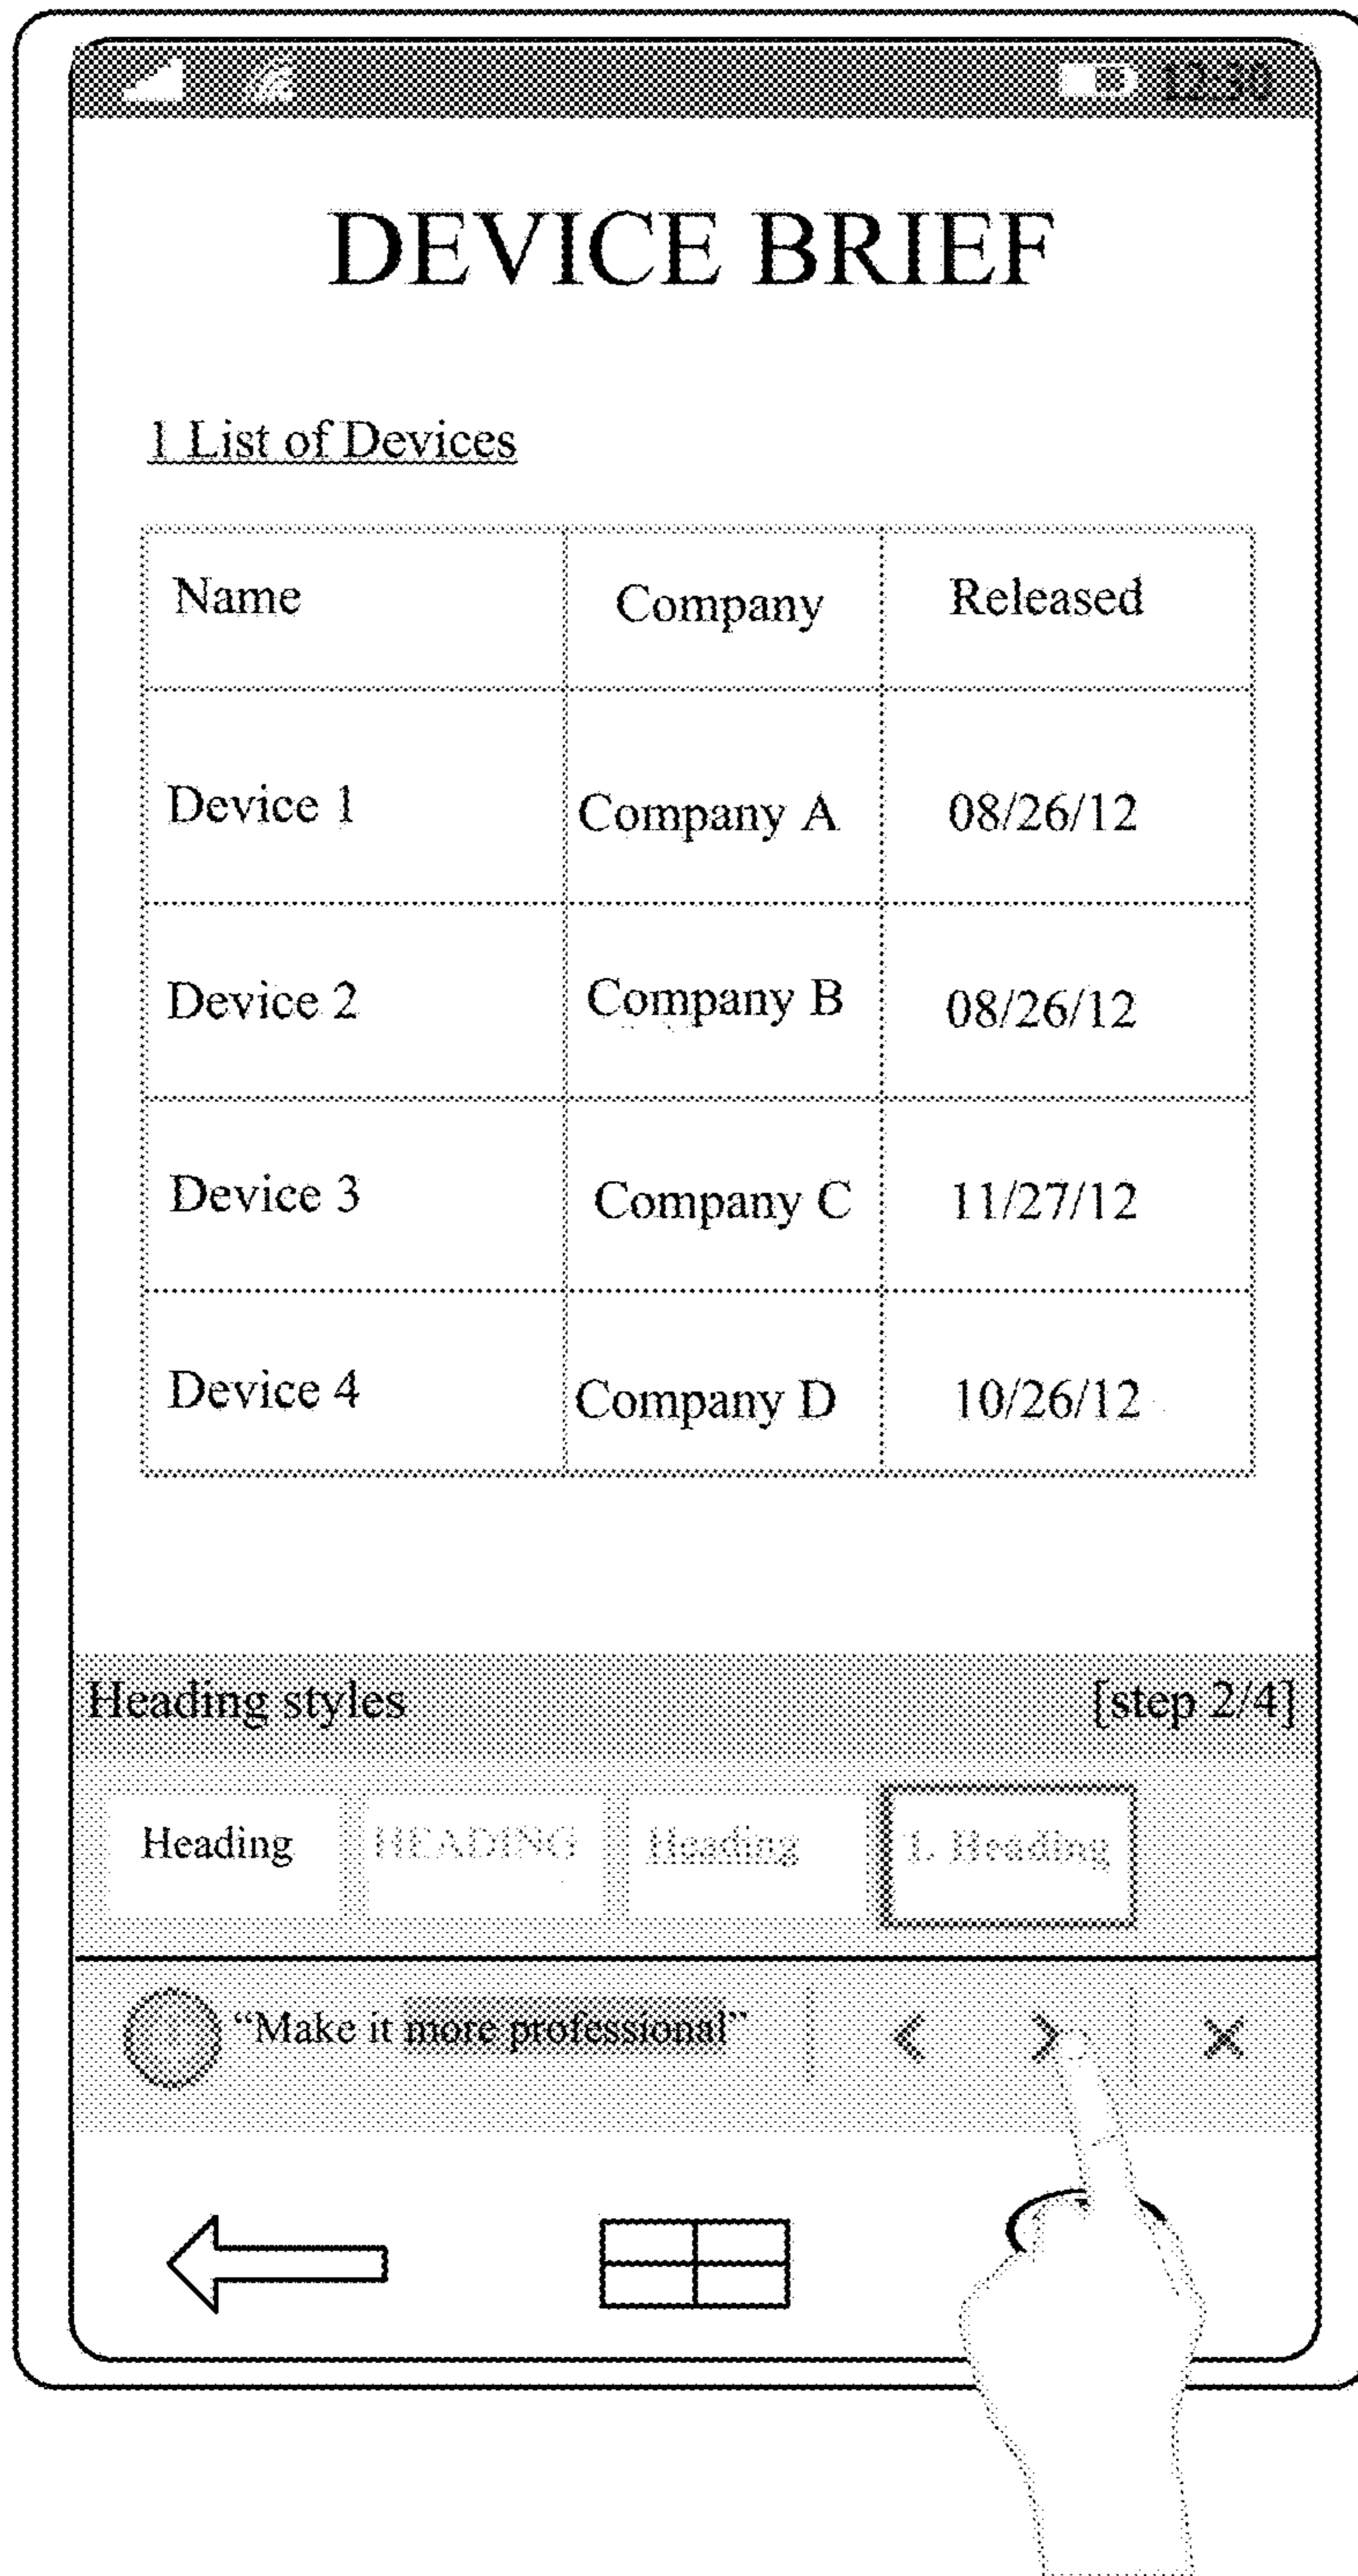 12:30
DEVICE BRIEF
1 List of Devices
Name Company Released
Device 1 Company A 08/26/12
Device 2 Company B 08/26/12
Device 3 Company C 11/27/12
Device 4 Company D 10/26/12
Heading styles [step 2/4]
Heading HEADING Heading 1. Heading
“Make it more professional”